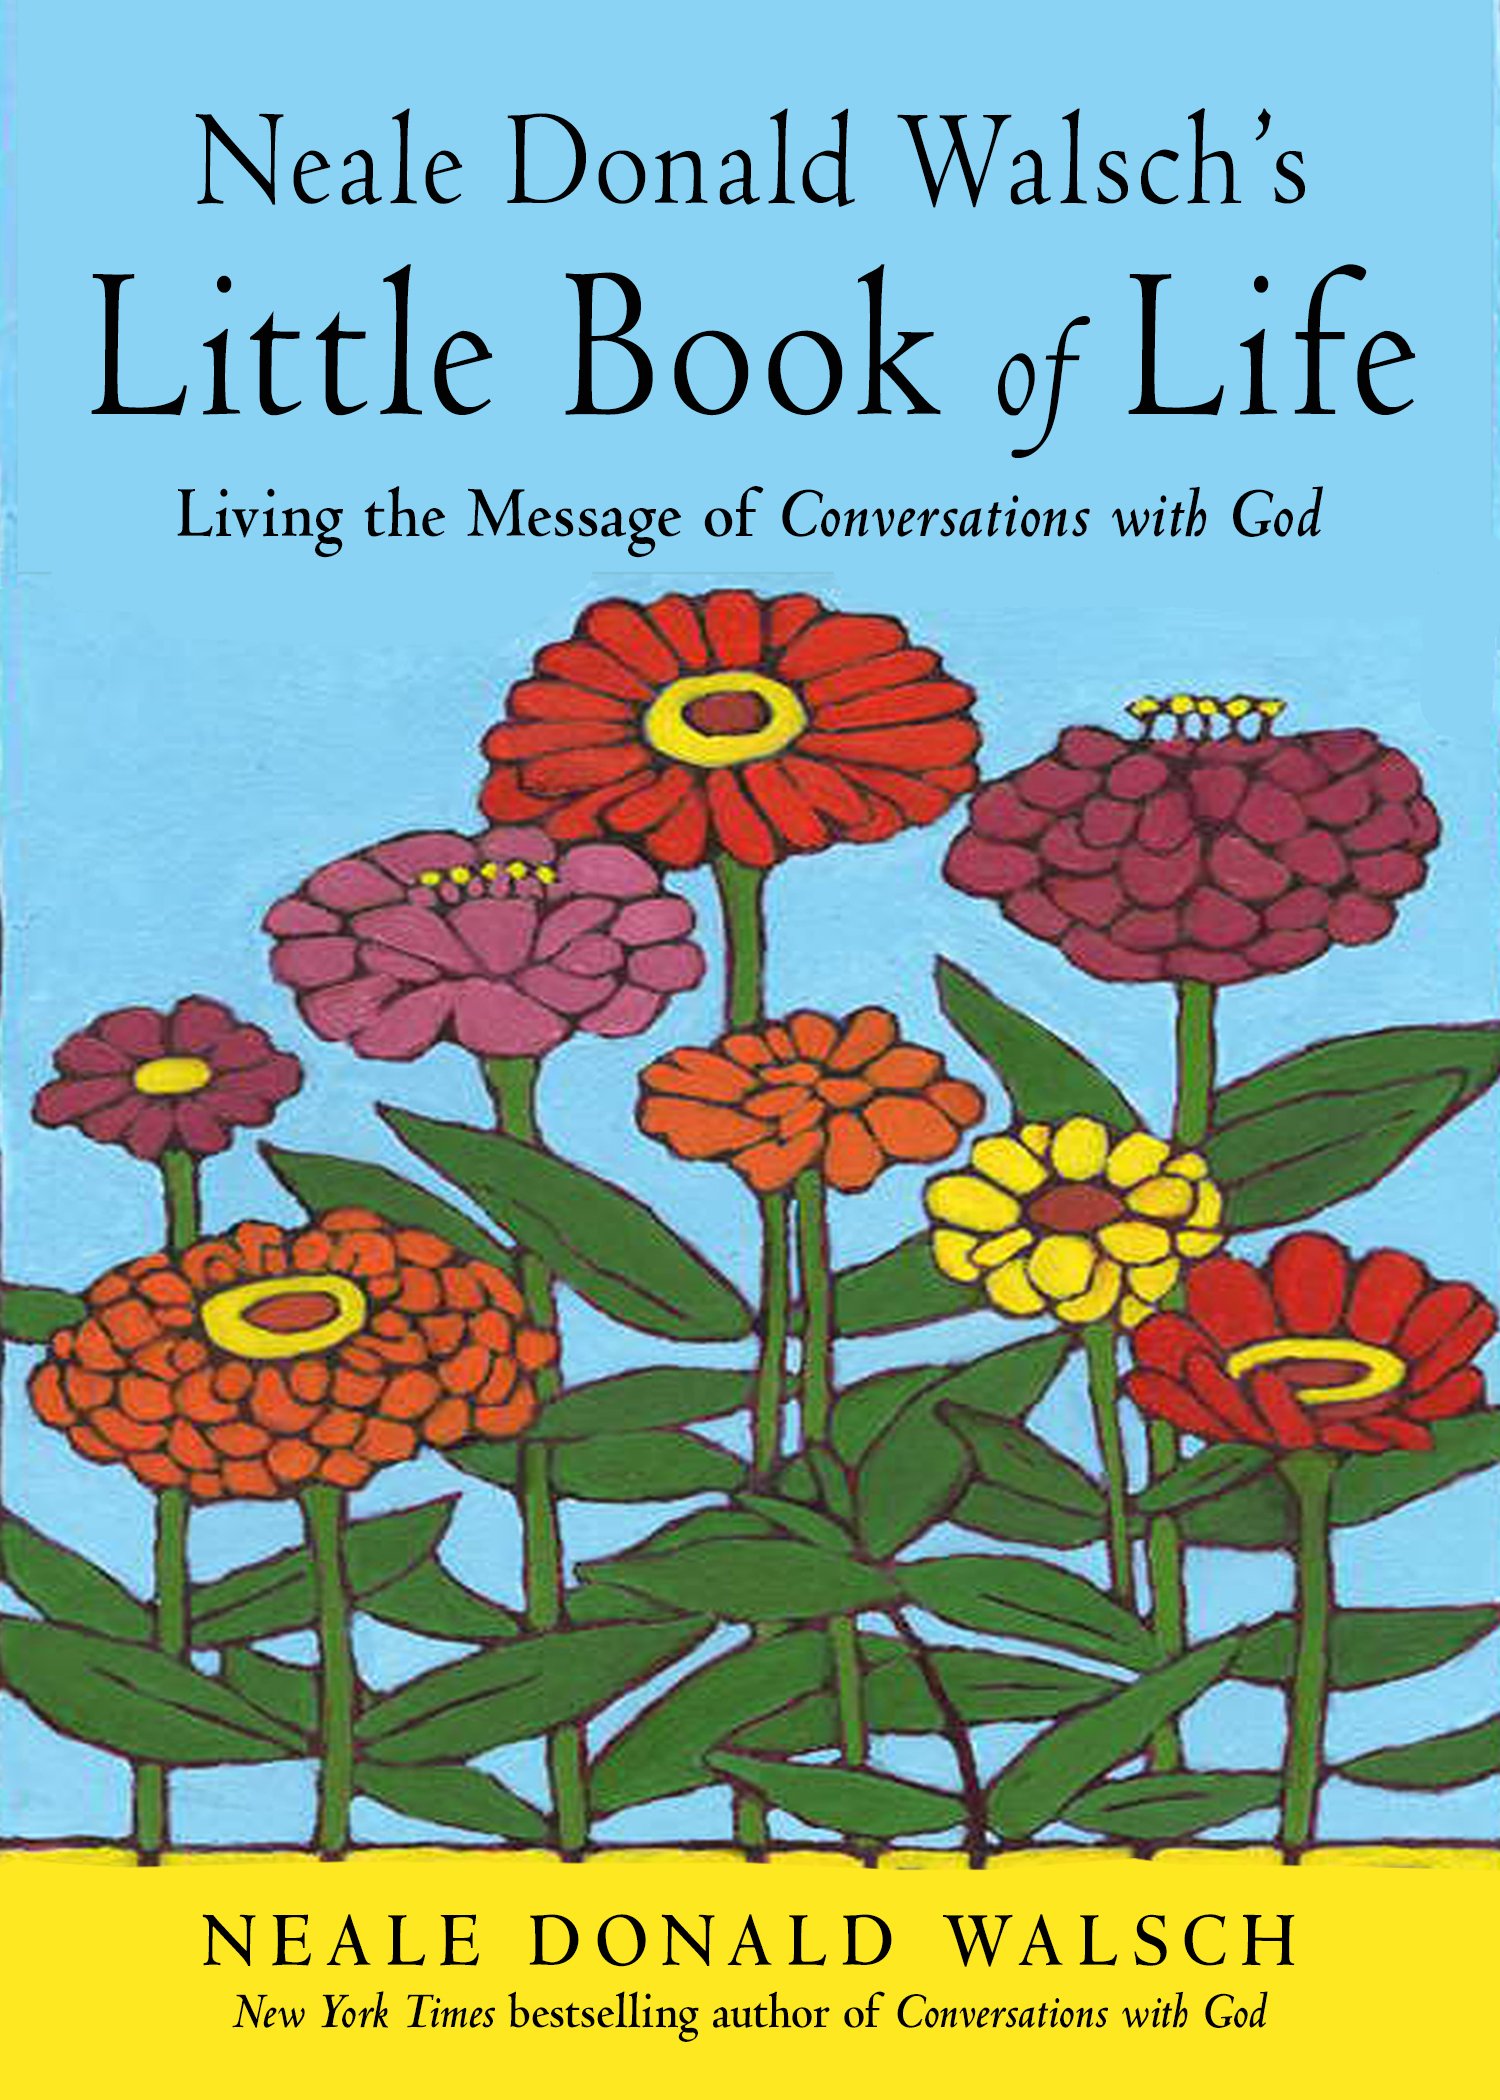 Neale Donald Walsch’s
Little Book of Life
Living the Message of Conversations with God
NEALE DONALD WALSCH
New York Times bestselling author of Conversations with God